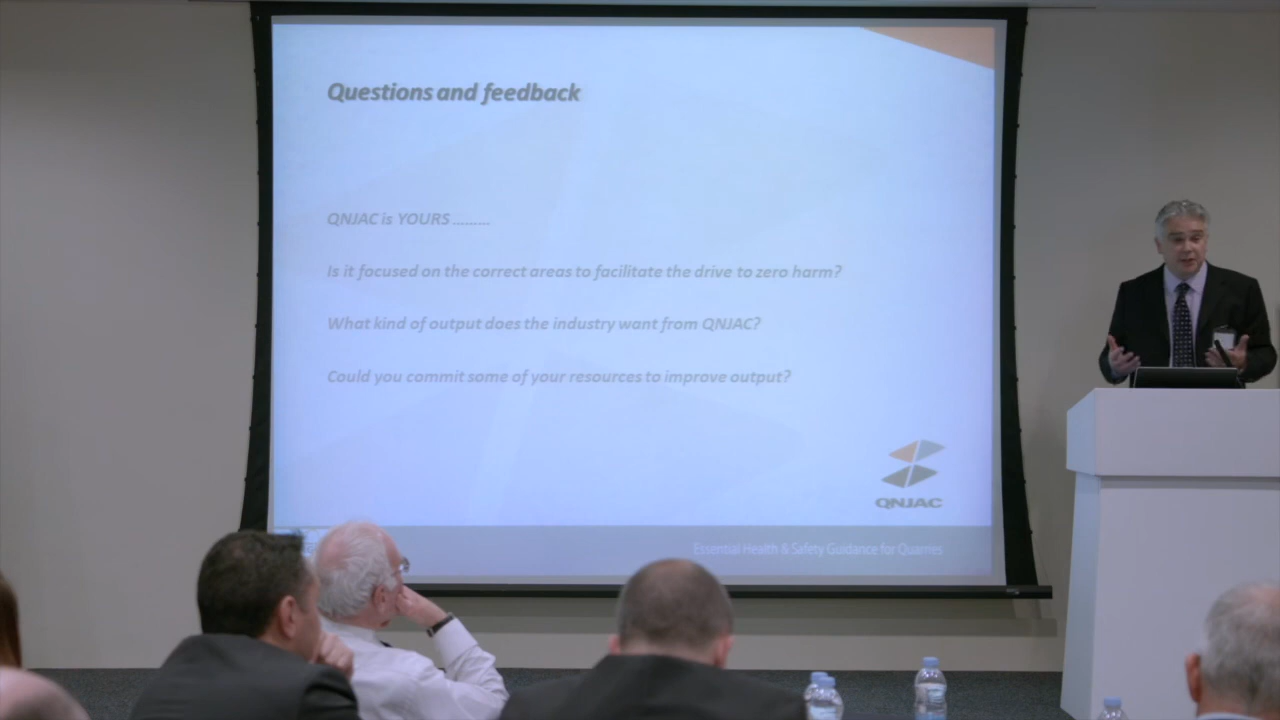 Questions and feedback
QNJAC is YOURS .........
Is it focused on the correct areas to facilitate the drive to zero harm?
What kind of output does the industry want from QNJAC?
Could you commit some of your resources to improve output?
QNJAC
Essential Health & Safety Guidance for Quarries